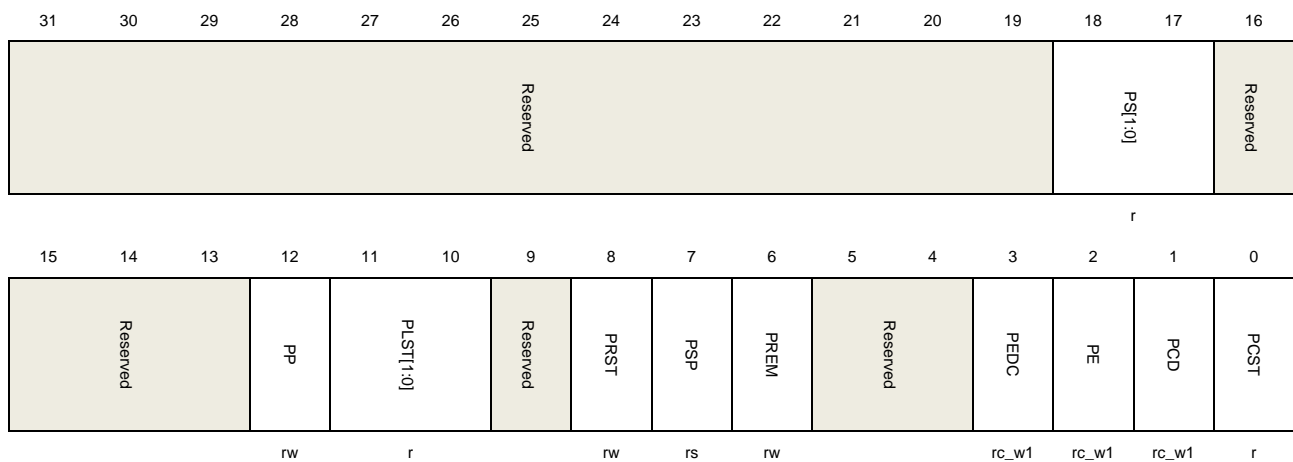 31 30 29 28 27 26 25 24 23 22 21 20 19 18 17 16
Reserved PS[1:0] Reserved
r
15 14 13 12 11 10 9 8 7 6 5 4 3 2 1 0
Reserved PP PLST[1:0] Reserved PRST PSP PREM Reserved PEDC PE PCD PCST
rw r rw rs rw rc_w1 rc_w1 rc_w1 r